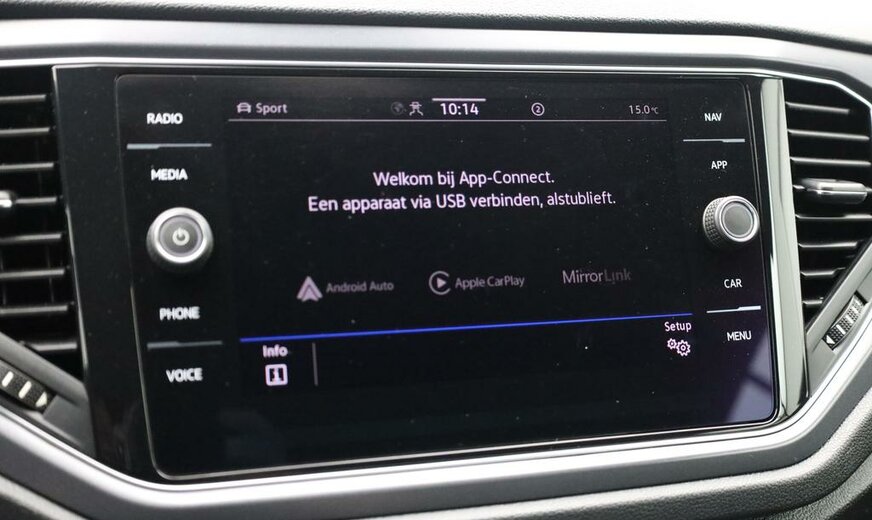 RADIO
MEDIA
PHONE
VOICE
Sport
10:14
2
15.0°C
Welkom bij App-Connect.
Een apparaat via USB verbinden, alstublieft.
Android Auto
Apple CarPlay
MirrorLink
Info
Setup
NAV
APP
CAR
MENU